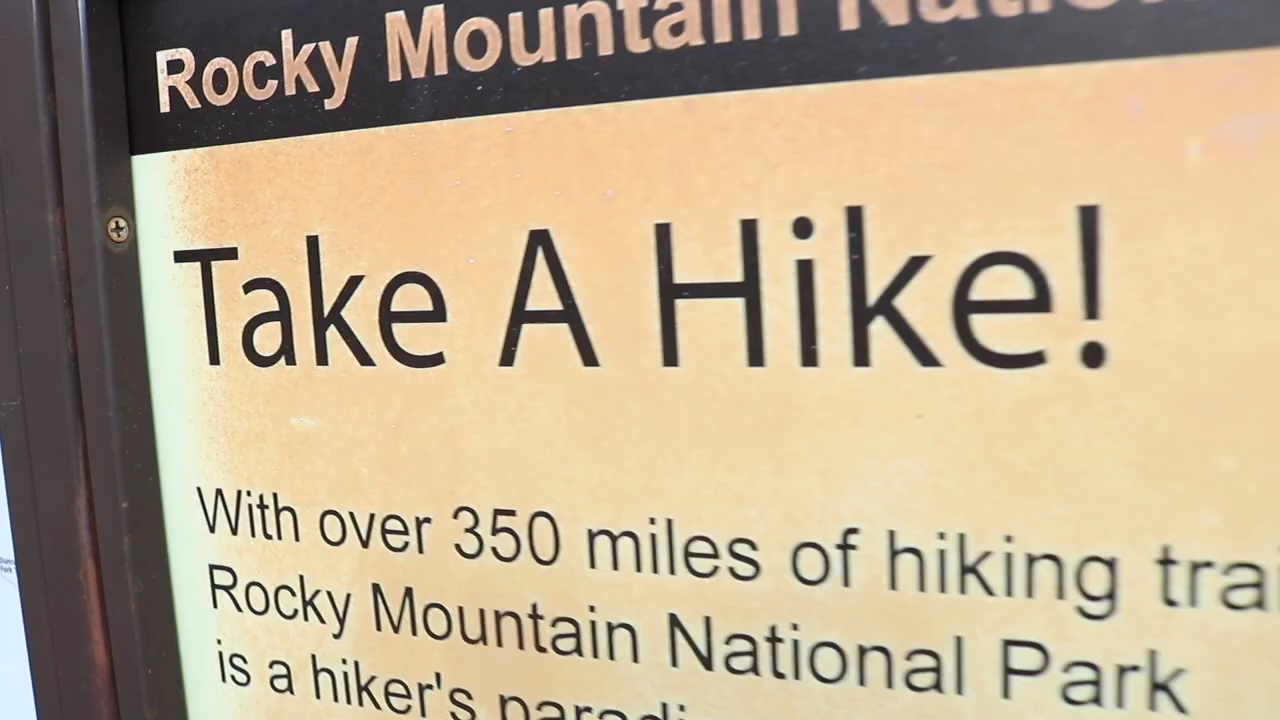 Rocky Mountain
Take A Hike!
With over 350 miles of hiking
Rocky Mountain National Park
is a hiker's